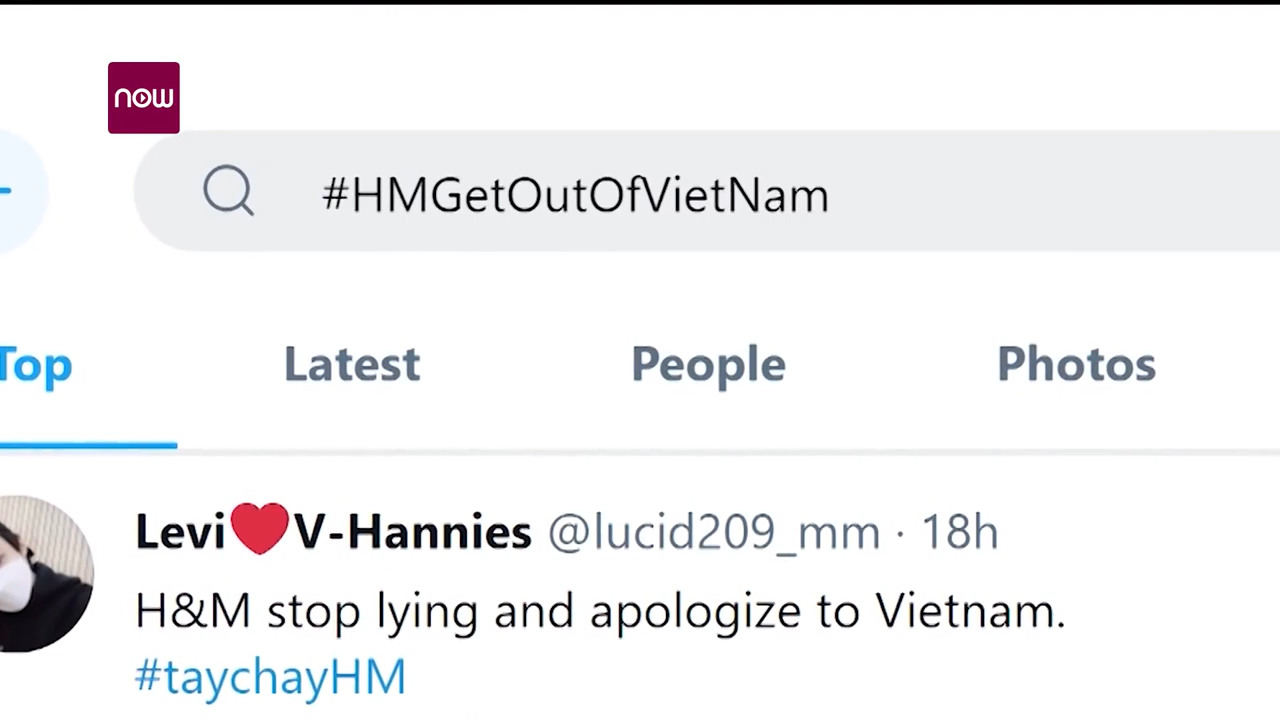 now
#HMGetOutOfVietNam
Top
Latest
People
Photos
Levi❤️V-Hannies @lucid209_mm · 18h
H&M stop lying and apologize to Vietnam.
#taychayHM